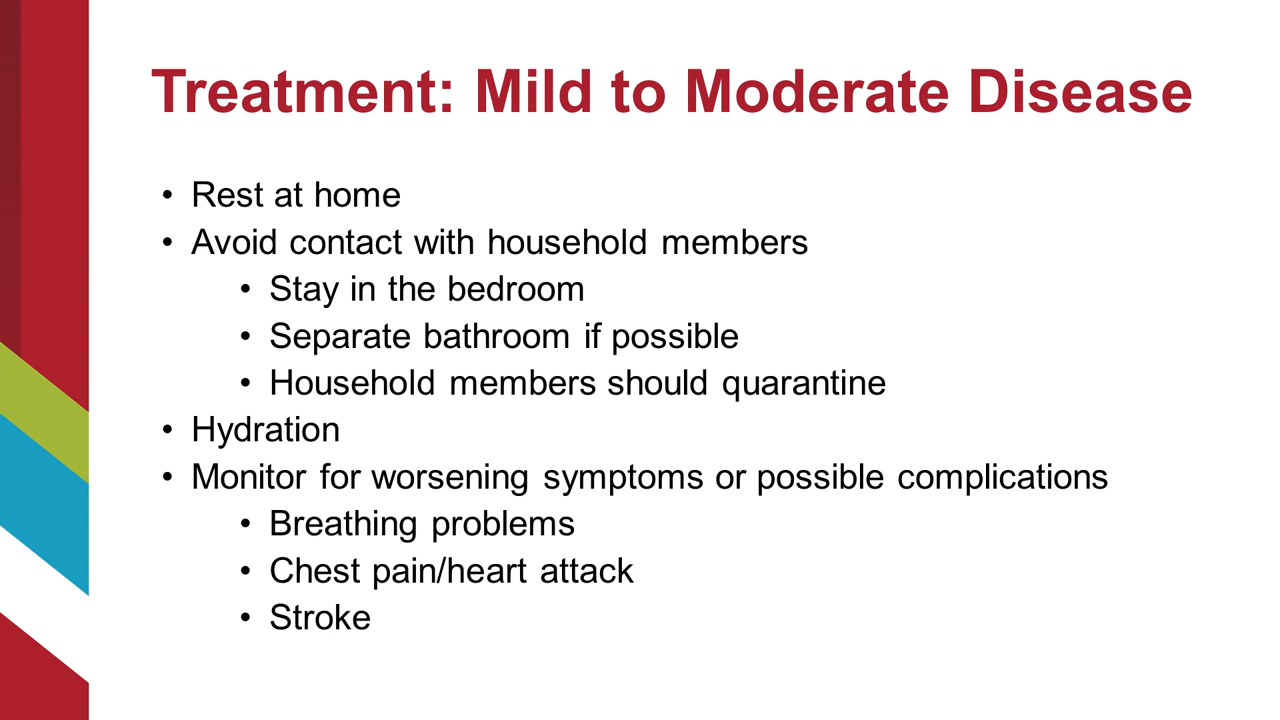 Treatment: Mild to Moderate Disease
• Rest at home
• Avoid contact with household members
• Stay in the bedroom
• Separate bathroom if possible
• Household members should quarantine
• Hydration
• Monitor for worsening symptoms or possible complications
• Breathing problems
• Chest pain/heart attack
• Stroke